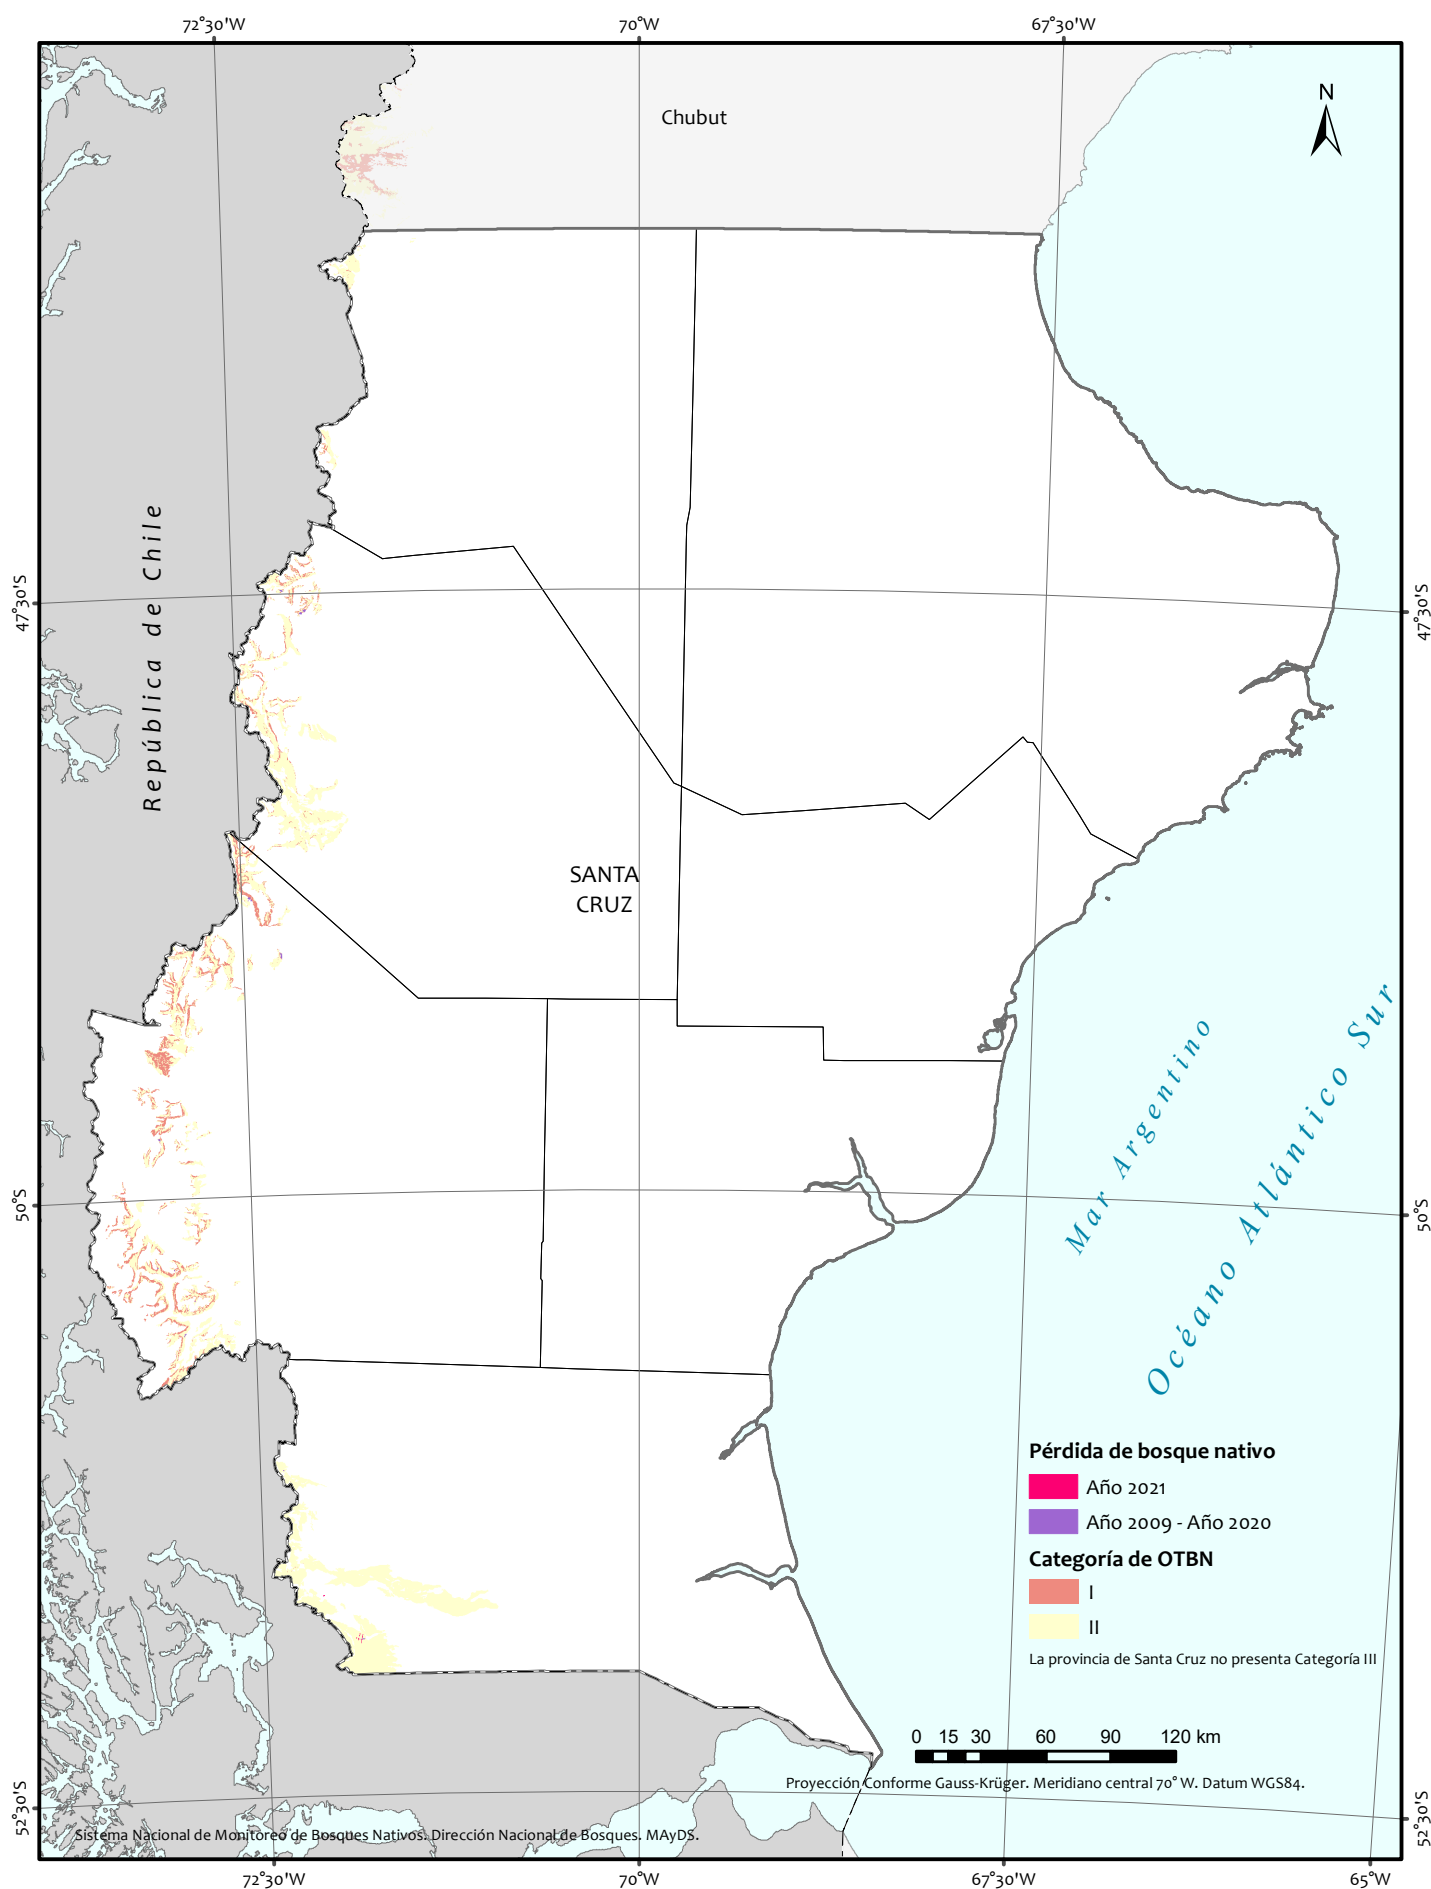 72°30'W
70°W
67°30'W
N
Chubut
República de Chile
47°30'S
47°30'S
SANTA
CRUZ
Mar Argentino
Océano Atlántico Sur
50°S
50°S
Pérdida de bosque nativo
Año 2021
Año 2009 - Año 2020
Categoría de OTBN
I
II
La provincia de Santa Cruz no presenta Categoría III
0 15 30 60 90 120 km
Proyección Conforme Gauss-Krüger. Meridiano central 70° W. Datum WGS84.
52°30'S
52°30'S
Sistema Nacional de Monitoreo de Bosques Nativos. Dirección Nacional de Bosques. MAyDS.
72°30'W
70°W
67°30'W
65°W